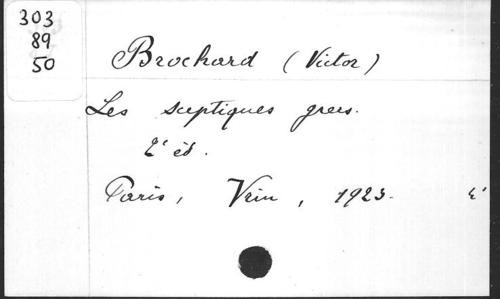 303
89
50
Brochard (Victor)
Les sceptiques grecs.
2e éd.
Paris, Vrin, 1923.